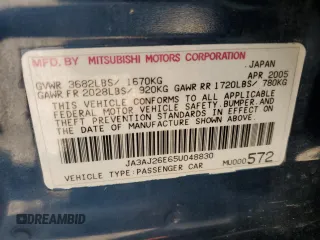 MFD BY MITSUBISHI MOTORS CORPORATION
JAPAN
GVWR 3682LBS/ 1670KG APR 2005
GAWR FR 2028LBS/ 920KG GAWR RR 1720LBS/ 780KG
THIS VEHICLE CONFORMS TO ALL APPLICABLE
FEDERAL MOTOR VEHICLE SAFETY,BUMPER,AND
THEFT PREVENTION STANDARDS IN EFFECT ON
THE DATE OF MANUFACTURE SHOWN ABOVE.
JA3AJ26E65U048830
VEHICLE TYPE:PASSENGER CAR MU000572
DREAMBID